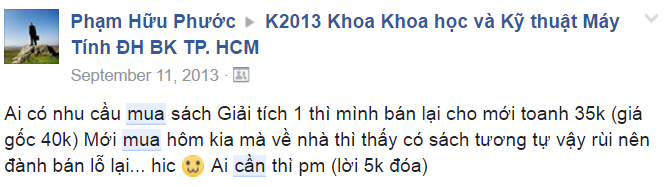 Phạm Hữu Phước ▸ K2013 Khoa Khoa học và Kỹ thuật Máy
Tính ĐH BK TP. HCM
September 11, 2013 ·
Ai có nhu cầu mua sách Giải tích 1 thì mình bán lại cho mới toanh 35k (giá
gốc 40k) Mới mua hôm kia mà về nhà thì thấy có sách tương tự vậy rùi nên
đành bán lỗ lại... hic Ai cần thì pm (lời 5k đóa)